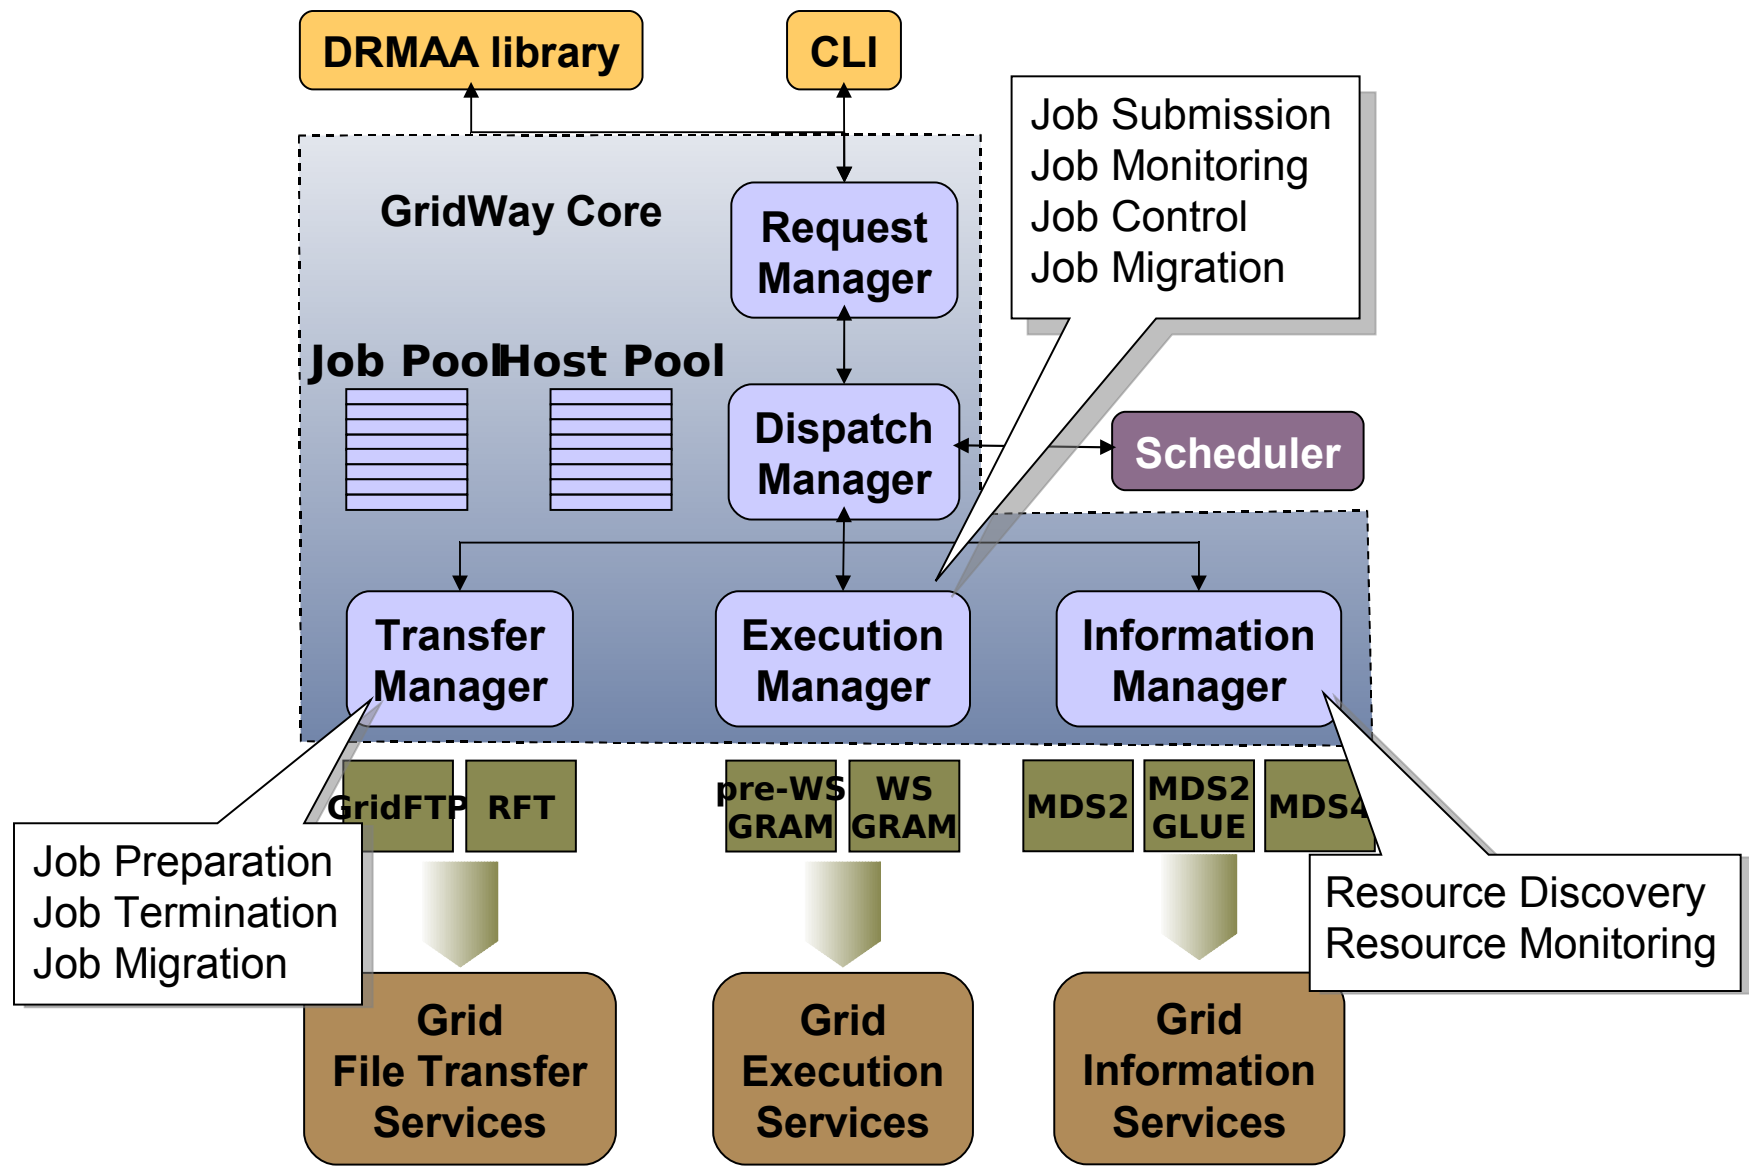 DRMAA library
CLI
Job Submission
Job Monitoring
Job Control
Job Migration
GridWay Core
Request
Manager
Job Pool
Host Pool
Dispatch
Manager
Scheduler
Transfer
Manager
Execution
Manager
Information
Manager
GridFTP
RFT
pre-WS
GRAM
WS
GRAM
MDS2
MDS2
GLUE
MDS4
Job Preparation
Job Termination
Job Migration
Resource Discovery
Resource Monitoring
Grid
File Transfer
Services
Grid
Execution
Services
Grid
Information
Services